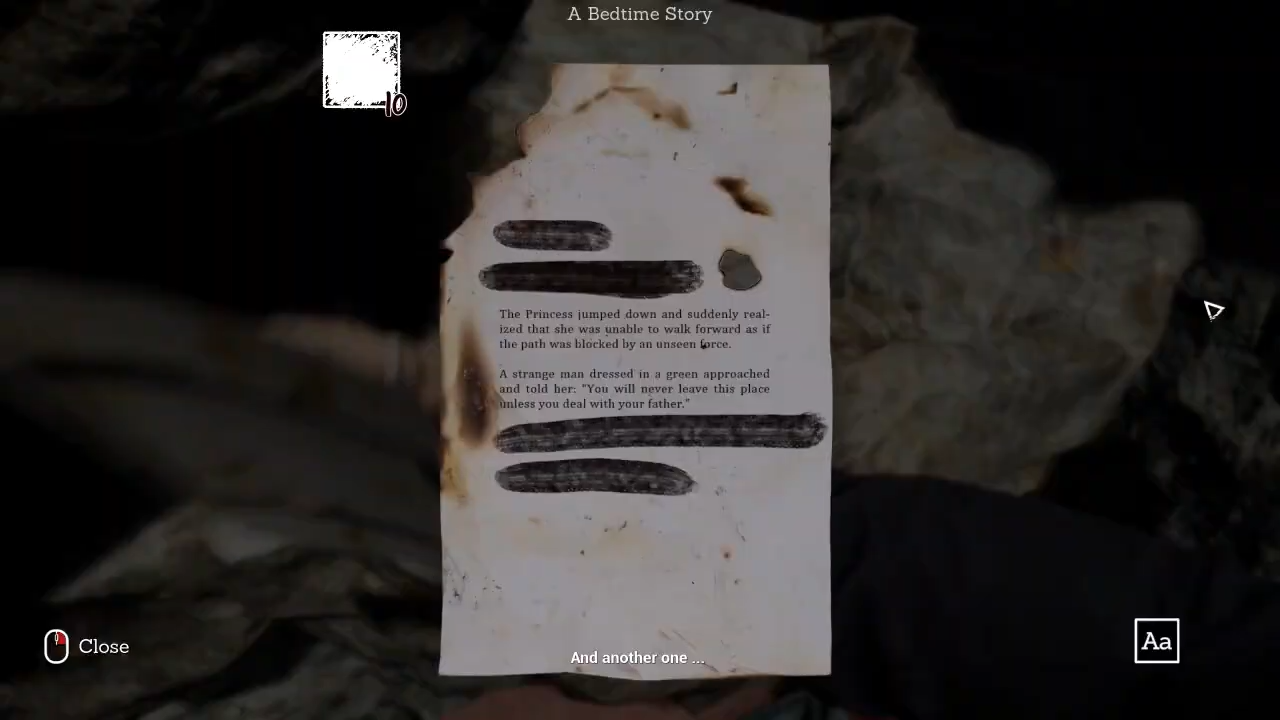 A Bedtime Story
10
The Princess jumped down and suddenly real-
ized that she was unable to walk forward as if
the path was blocked by an unseen force.
A strange man dressed in a green approached
and told her: "You will never leave this place
unless you deal with your father."
Close
And another one ...
Aa